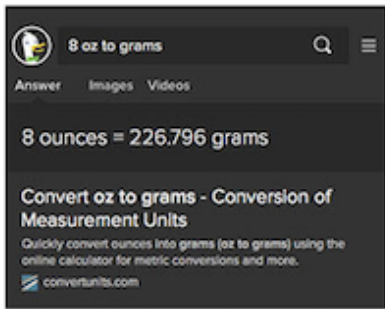 8 oz to grams
Answer Images Videos
8 ounces = 226.796 grams
Convert oz to grams - Conversion of
Measurement Units
Quickly convert ounces into grams (oz to grams) using the
online calculator for metric conversions and more.
convertunits.com